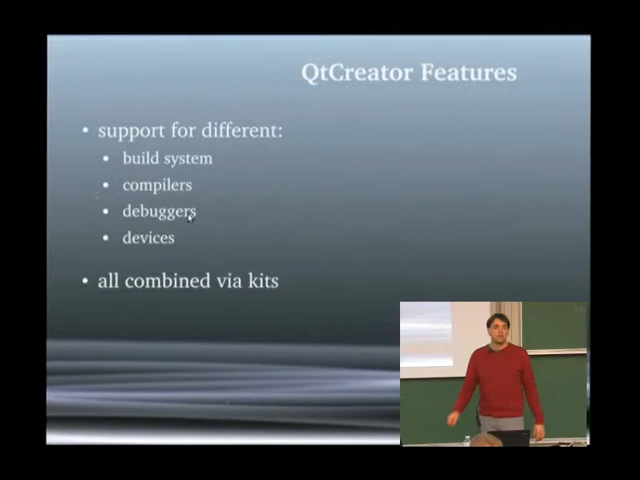 QtCreator Features
• support for different:
• build system
• compilers
• debuggers
• devices
• all combined via kits